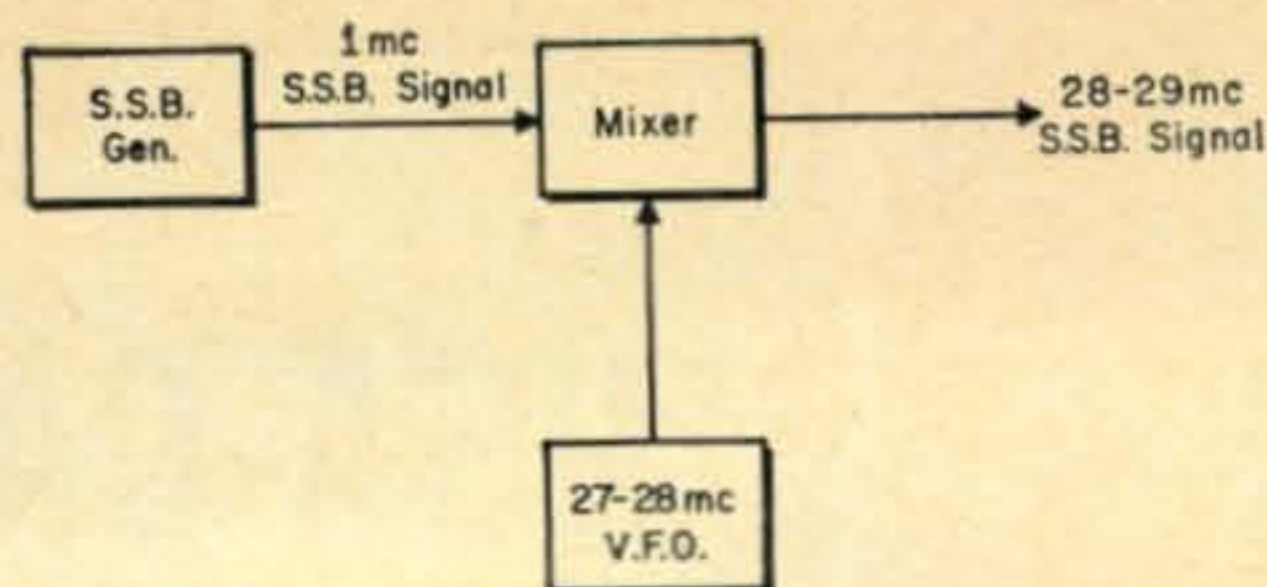 S.S.B.
Gen.
1 mc
S.S.B. Signal
Mixer
28-29mc
S.S.B. Signal
27-28mc
V.F.O.